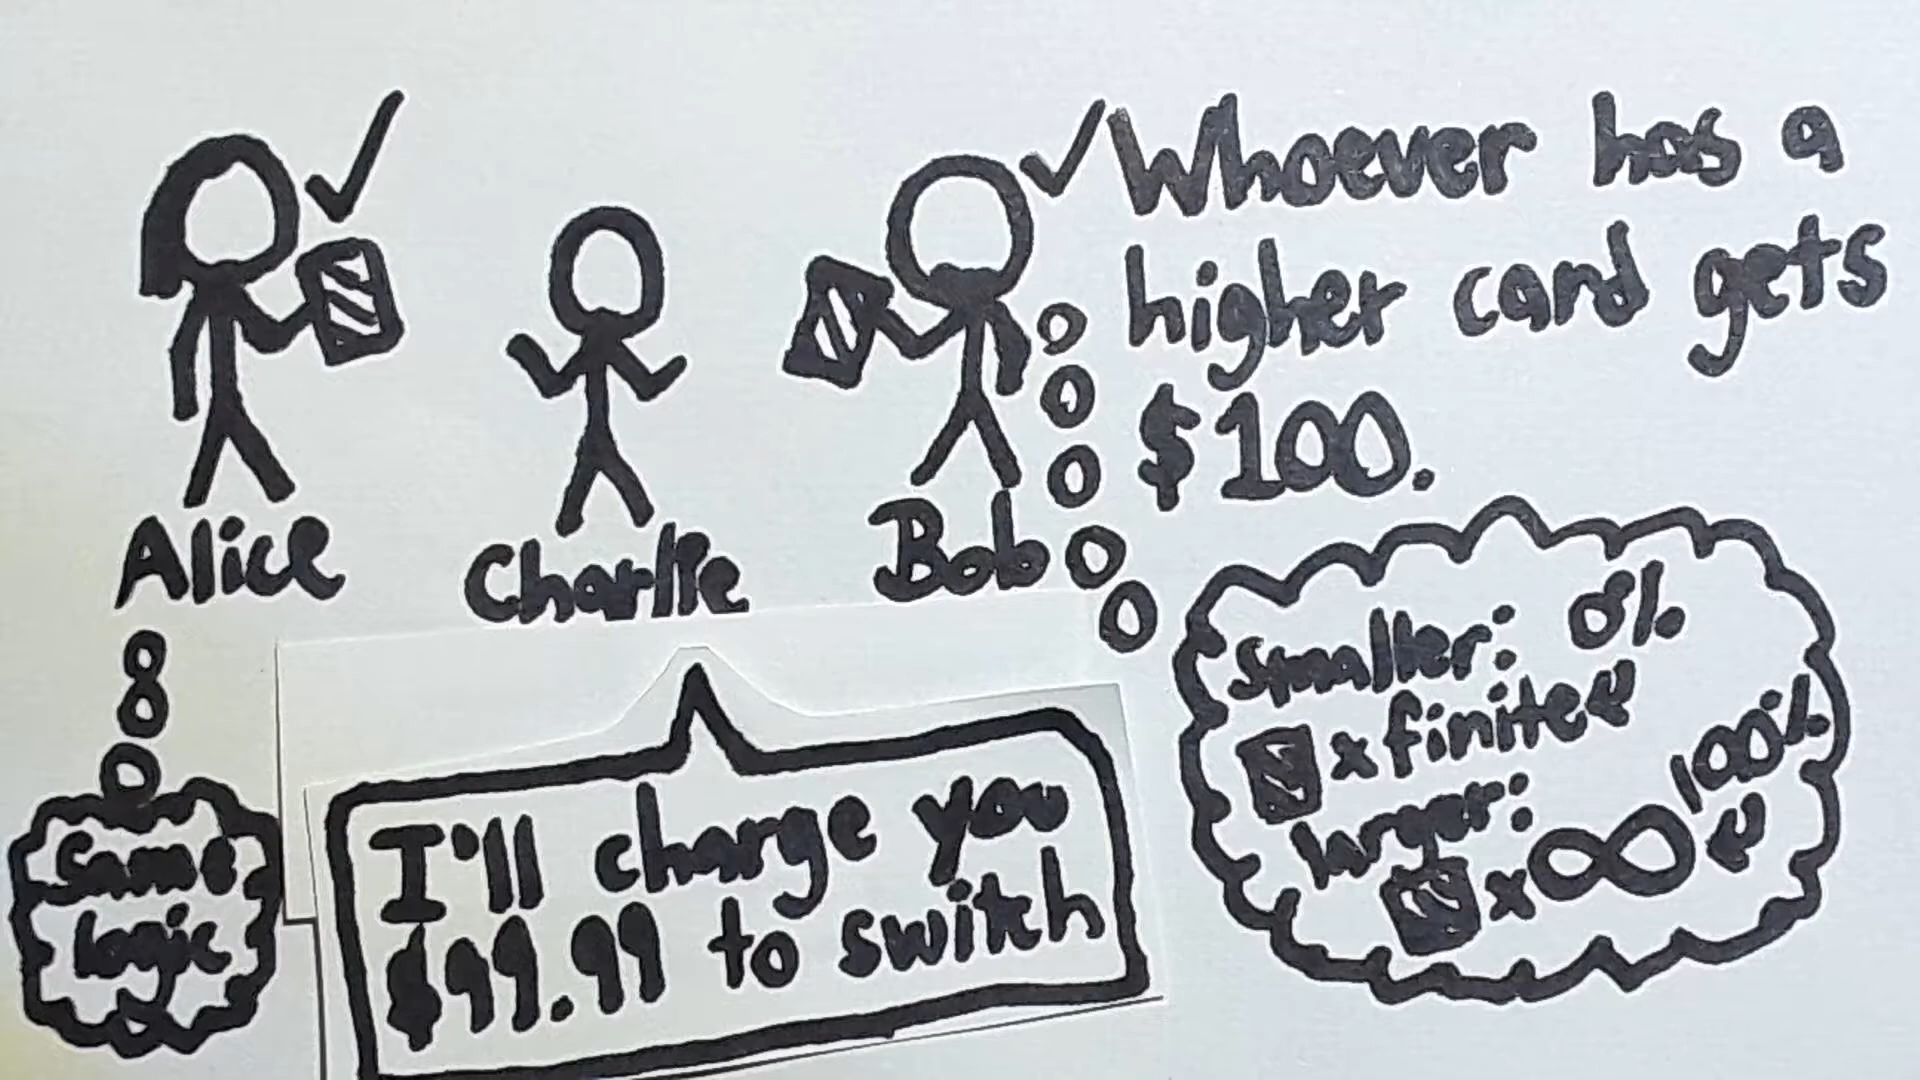 Whoever has a
higher card gets
$100.
Alice
Charlie
Bob
Smaller: 0%
x finite
larger: 100%
x ∞
Same
logic
I'll charge you
$99.99 to switch